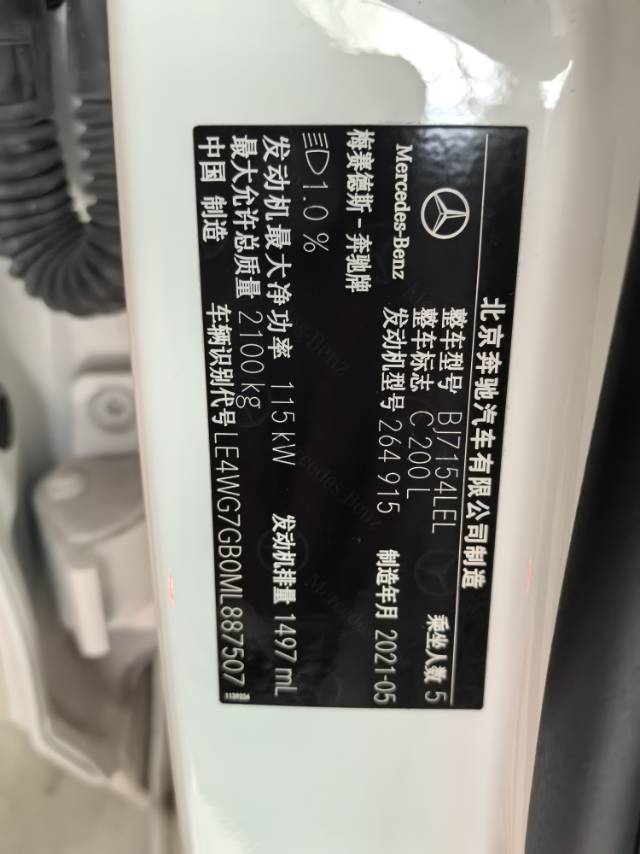 北京奔驰汽车有限公司制造
Mercedes-Benz
整车型号 BJ7154LEL
整车标志 C 200 L 乘坐人数 5
梅赛德斯-奔驰牌 发动机型号 264 915 制造年月 2021-05
1.0 %
发动机最大净功率 115 kW 发动机排量 1497 mL
最大允许总质量 2100 kg
中国 制造 车辆识别代号 LE4WG7GB0ML887507